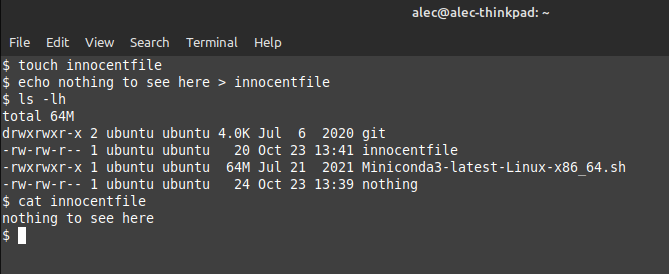 alec@alec-thinkpad: ~
File Edit View Search Terminal Help
$ touch innocentfile
$ echo nothing to see here > innocentfile
$ ls -lh
total 64M
drwxrwxr-x 2 ubuntu ubuntu 4.0K Jul  6  2020 git
-rw-rw-r-- 1 ubuntu ubuntu   20 Oct 23 13:41 innocentfile
-rwxrwxr-x 1 ubuntu ubuntu  64M Jul 21  2021 Miniconda3-latest-Linux-x86_64.sh
-rw-rw-r-- 1 ubuntu ubuntu   24 Oct 23 13:39 nothing
$ cat innocentfile
nothing to see here
$